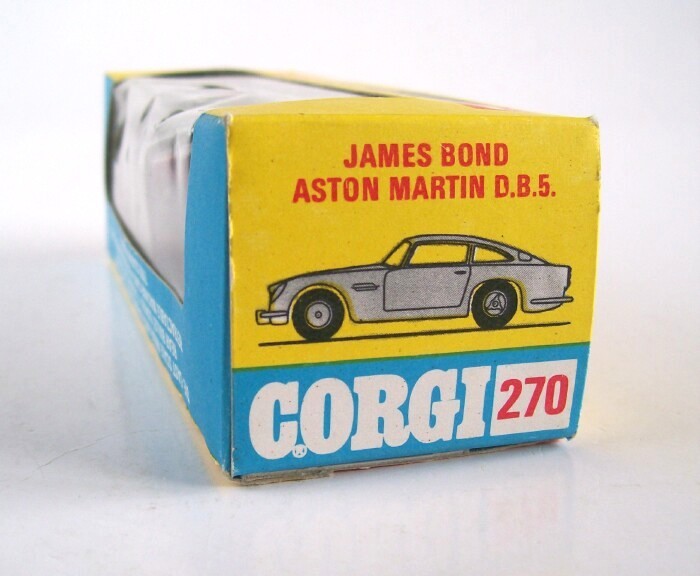 JAMES BOND
ASTON MARTIN D.B.5.
CORGI 270
®